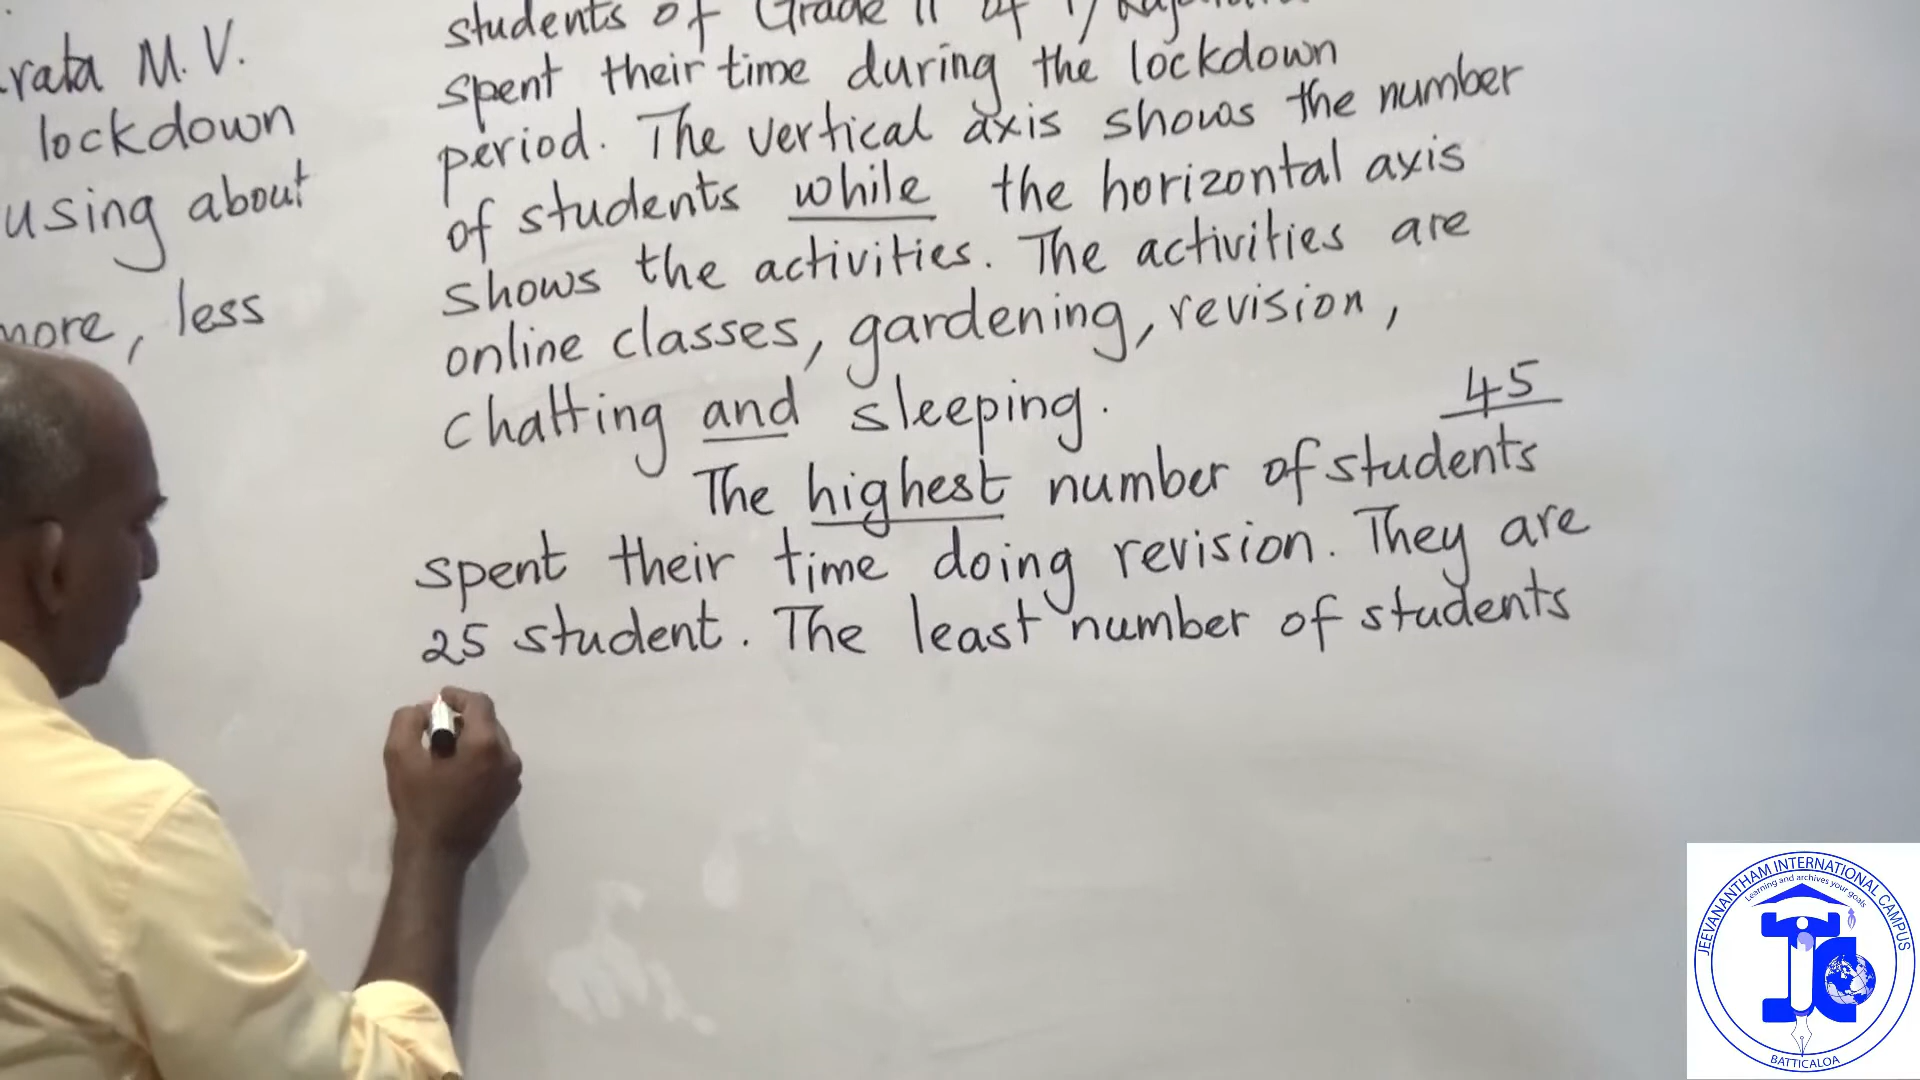 rata M. V.
lockdown
using about
more, less
students of Grade 11 of
spent their time during the lockdown
period. The vertical axis shows the number
of students while the horizontal axis
shows the activities. The activities are
online classes, gardening, revision,
chatting and sleeping.
45
The highest number of students
spent their time doing revision. They are
25 student. The least number of students
JEEVANANTHAM INTERNATIONAL CAMPUS
Learning and archives your goals
BATTICALOA